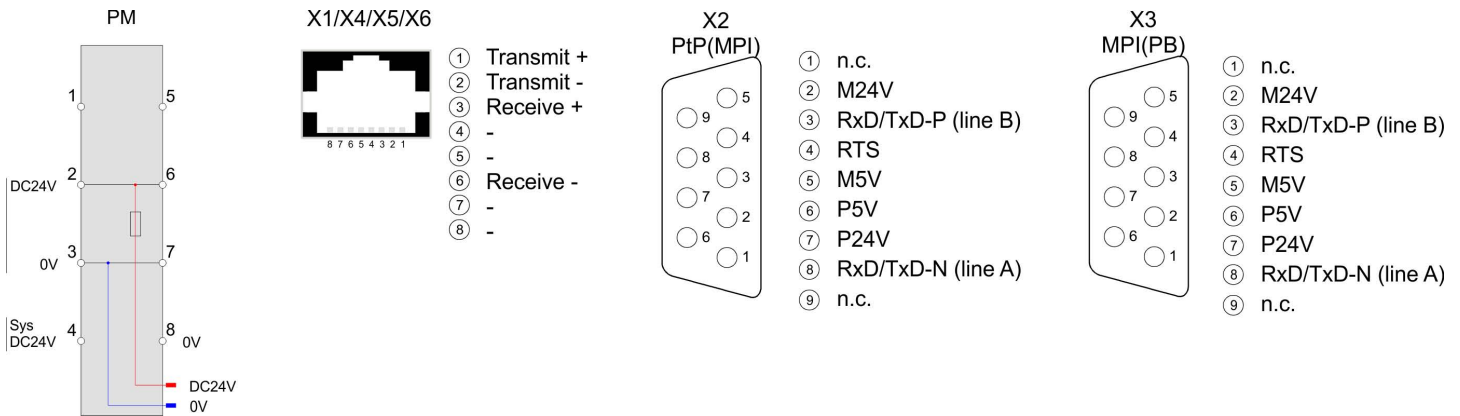 PM
1
5
2
6
DC24V
3
7
0V
Sys
DC24V
4
8
0V
DC24V
0V
X1/X4/X5/X6
8 7 6 5 4 3 2 1
1 Transmit +
2 Transmit -
3 Receive +
4 -
5 -
6 Receive -
7 -
8 -
X2
PtP(MPI)
5
9
4
8
3
7
2
6
1
1 n.c.
2 M24V
3 RxD/TxD-P (line B)
4 RTS
5 M5V
6 P5V
7 P24V
8 RxD/TxD-N (line A)
9 n.c.
X3
MPI(PB)
5
9
4
8
3
7
2
6
1
1 n.c.
2 M24V
3 RxD/TxD-P (line B)
4 RTS
5 M5V
6 P5V
7 P24V
8 RxD/TxD-N (line A)
9 n.c.